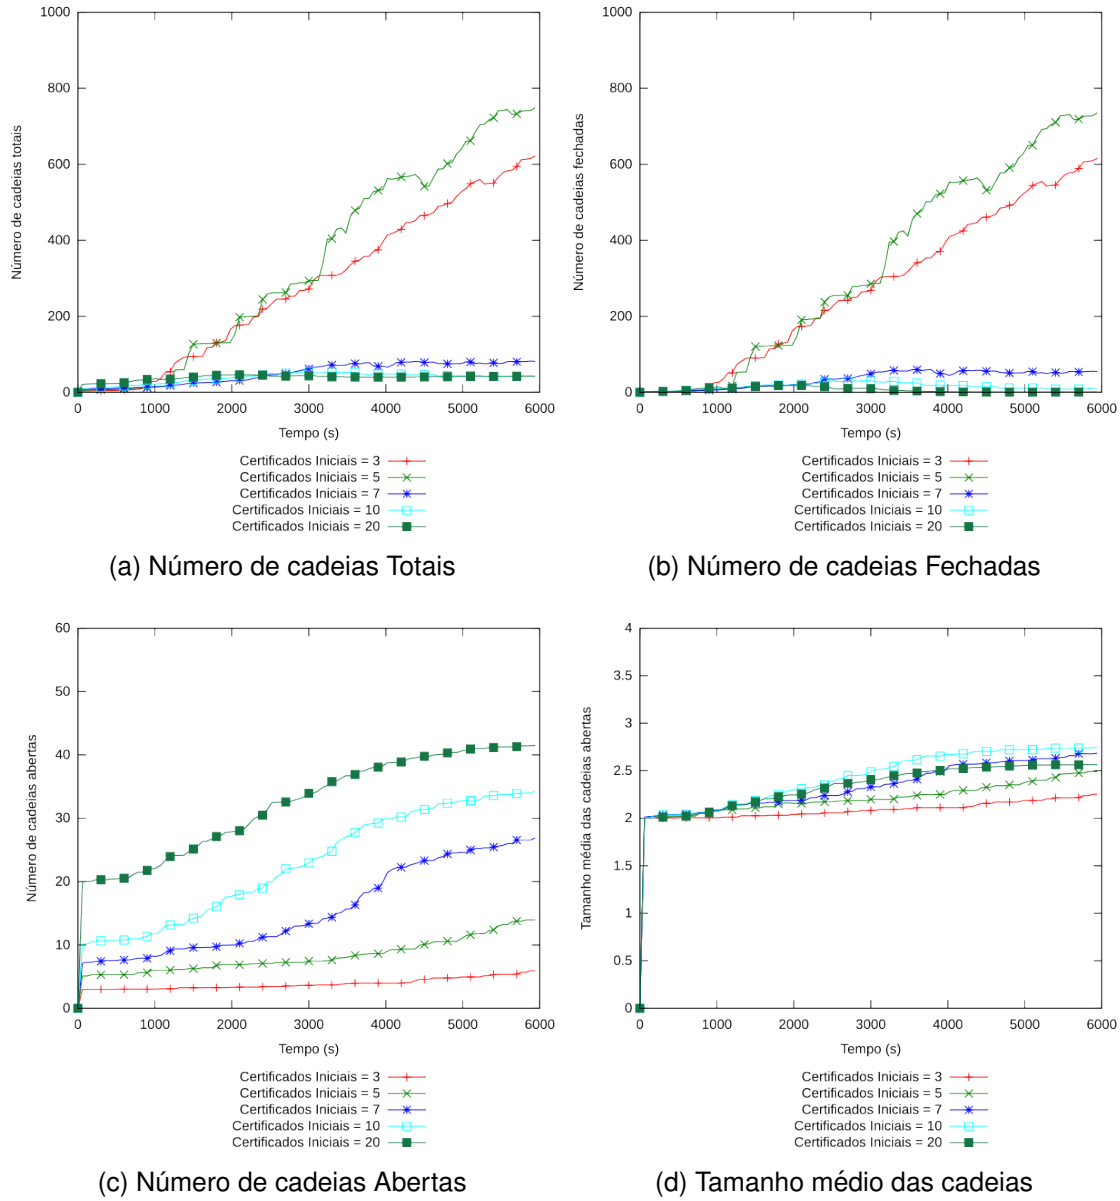 1000
800
600
400
200
0
Número de cadeias totais
0 1000 2000 3000 4000 5000 6000
Tempo (s)
Certificados Iniciais = 3
Certificados Iniciais = 5
Certificados Iniciais = 7
Certificados Iniciais = 10
Certificados Iniciais = 20
(a) Número de cadeias Totais
1000
800
600
400
200
0
Número de cadeias fechadas
0 1000 2000 3000 4000 5000 6000
Tempo (s)
Certificados Iniciais = 3
Certificados Iniciais = 5
Certificados Iniciais = 7
Certificados Iniciais = 10
Certificados Iniciais = 20
(b) Número de cadeias Fechadas
60
50
40
30
20
10
0
Número de cadeias abertas
0 1000 2000 3000 4000 5000 6000
Tempo (s)
Certificados Iniciais = 3
Certificados Iniciais = 5
Certificados Iniciais = 7
Certificados Iniciais = 10
Certificados Iniciais = 20
(c) Número de cadeias Abertas
4
3.5
3
2.5
2
1.5
1
0.5
0
Tamanho média das cadeias abertas
0 1000 2000 3000 4000 5000 6000
Tempo (s)
Certificados Iniciais = 3
Certificados Iniciais = 5
Certificados Iniciais = 7
Certificados Iniciais = 10
Certificados Iniciais = 20
(d) Tamanho médio das cadeias